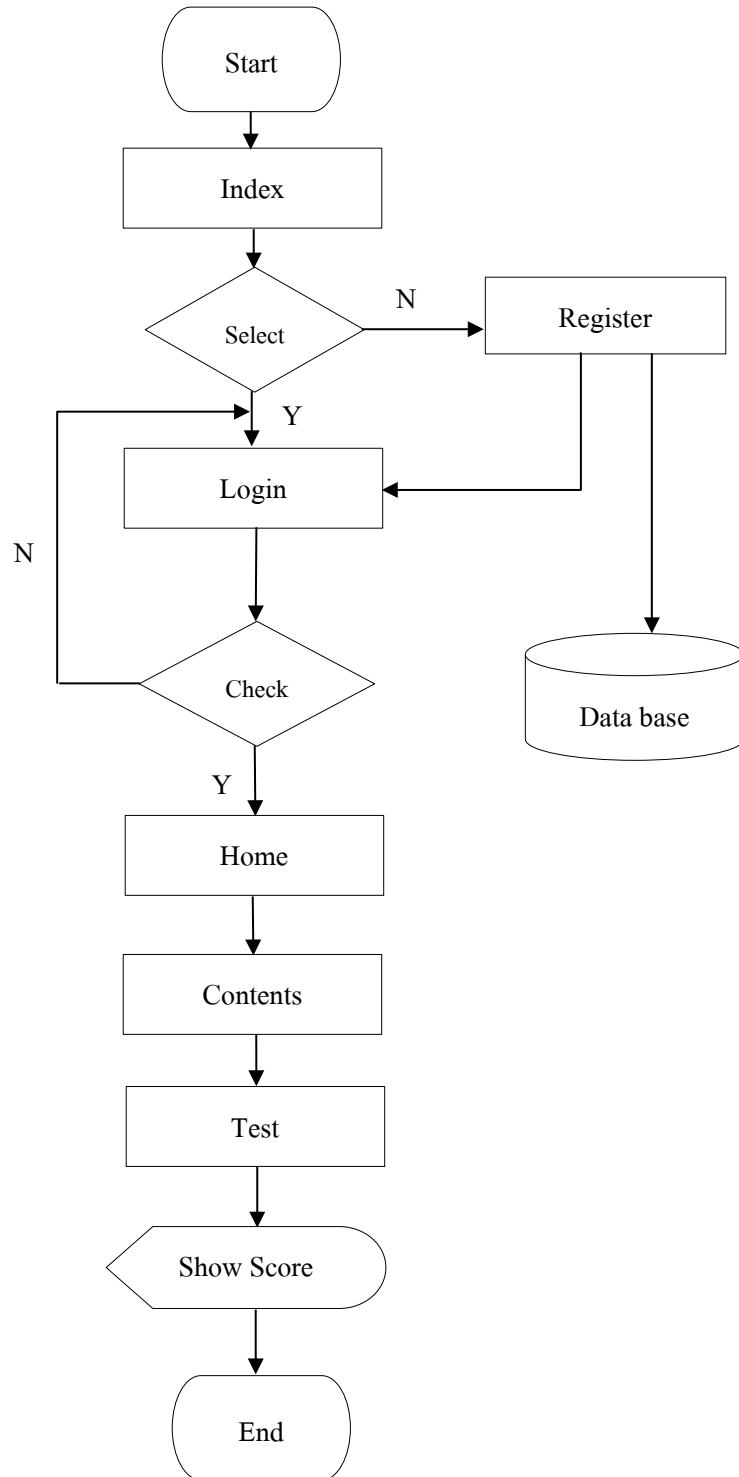 Start
Index
N
Select
Register
Y
Login
N
Check
Data base
Y
Home
Contents
Test
Show Score
End